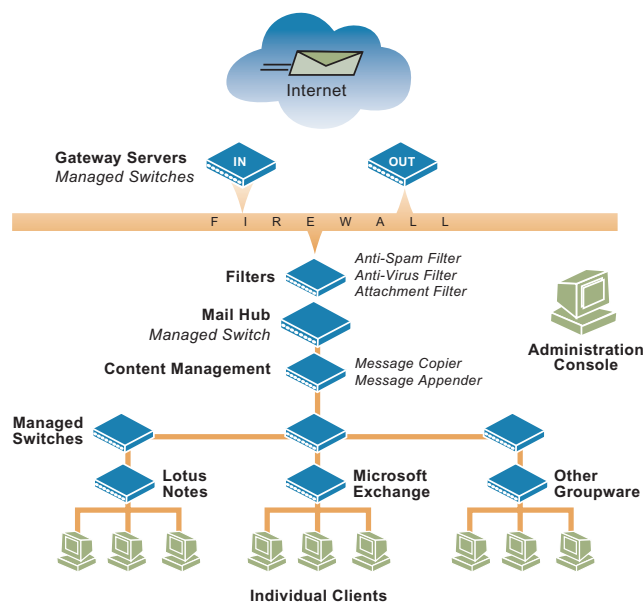 Internet
Gateway Servers
Managed Switches
IN
OUT
F I R E W A L L
Filters
Anti-Spam Filter
Anti-Virus Filter
Attachment Filter
Mail Hub
Managed Switch
Administration
Console
Content Management
Message Copier
Message Appender
Managed
Switches
Lotus
Notes
Microsoft
Exchange
Other
Groupware
Individual Clients